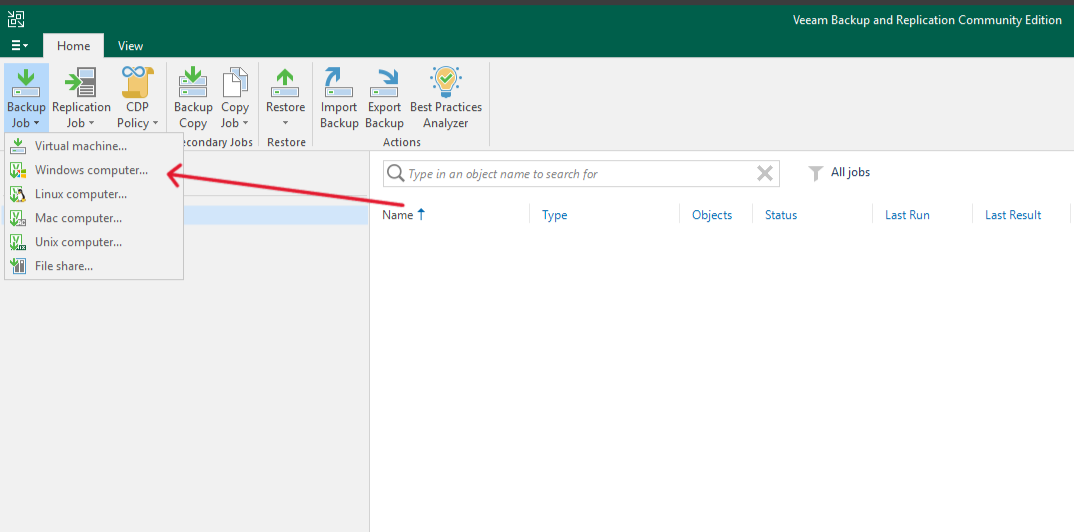 Veeam Backup and Replication Community Edition
Home View
Backup Job
Replication Job
CDP Policy
Backup Copy
Copy Job
Restore
Import Backup
Export Backup
Best Practices Analyzer
condary Jobs
Restore
Actions
Virtual machine...
Windows computer...
Linux computer...
Mac computer...
Unix computer...
File share...
Type in an object name to search for
All jobs
Name Type Objects Status Last Run Last Result